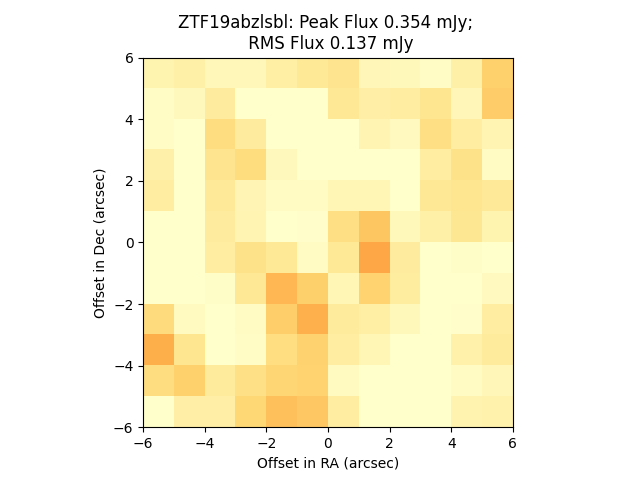 ZTF19abzlsbl: Peak Flux 0.354 mJy;
RMS Flux 0.137 mJy
6
4
2
0
−2
−4
−6
Offset in Dec (arcsec)
−6 −4 −2 0 2 4 6
Offset in RA (arcsec)